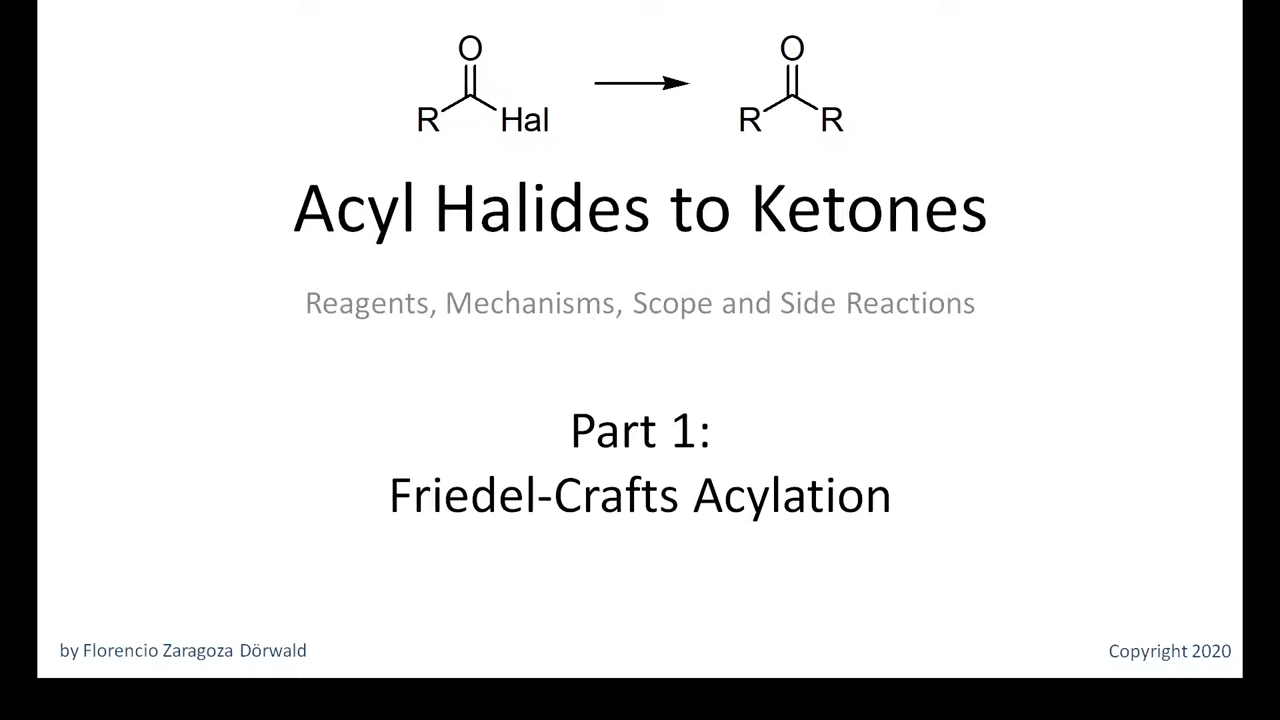 O O
R Hal R R
Acyl Halides to Ketones
Reagents, Mechanisms, Scope and Side Reactions
Part 1:
Friedel-Crafts Acylation
by Florencio Zaragoza Dörwald Copyright 2020